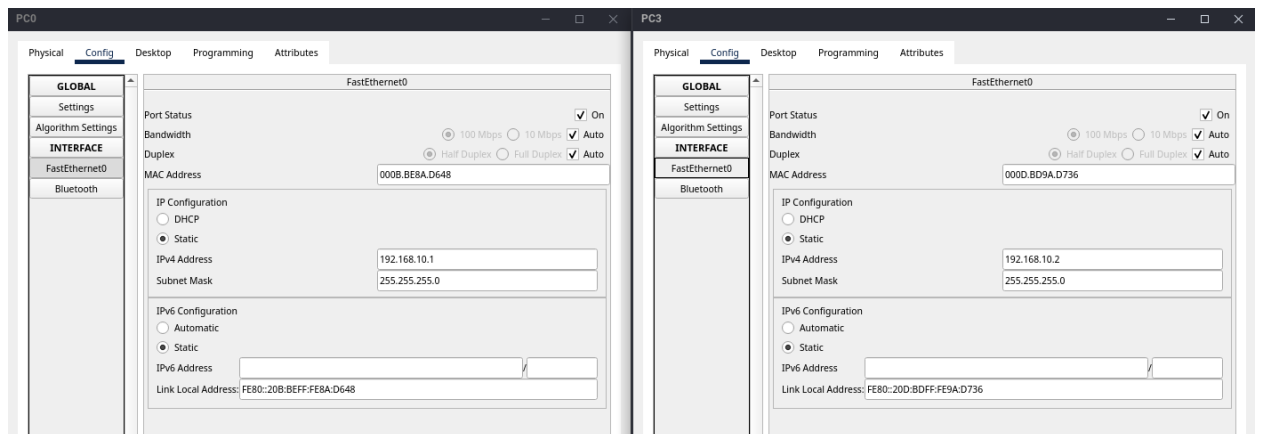 PC0
Physical Config Desktop Programming Attributes
GLOBAL
Settings
Algorithm Settings
INTERFACE
FastEthernet0
Bluetooth
FastEthernet0
Port Status On
Bandwidth 100 Mbps 10 Mbps Auto
Duplex Half Duplex Full Duplex Auto
MAC Address 000B.BE8A.D648
IP Configuration
DHCP
Static
IPv4 Address 192.168.10.1
Subnet Mask 255.255.255.0
IPv6 Configuration
Automatic
Static
IPv6 Address /
Link Local Address: FE80::20B:BEFF:FE8A:D648
PC3
Physical Config Desktop Programming Attributes
GLOBAL
Settings
Algorithm Settings
INTERFACE
FastEthernet0
Bluetooth
FastEthernet0
Port Status On
Bandwidth 100 Mbps 10 Mbps Auto
Duplex Half Duplex Full Duplex Auto
MAC Address 000D.BD9A.D736
IP Configuration
DHCP
Static
IPv4 Address 192.168.10.2
Subnet Mask 255.255.255.0
IPv6 Configuration
Automatic
Static
IPv6 Address /
Link Local Address: FE80::20D:BDFF:FE9A:D736